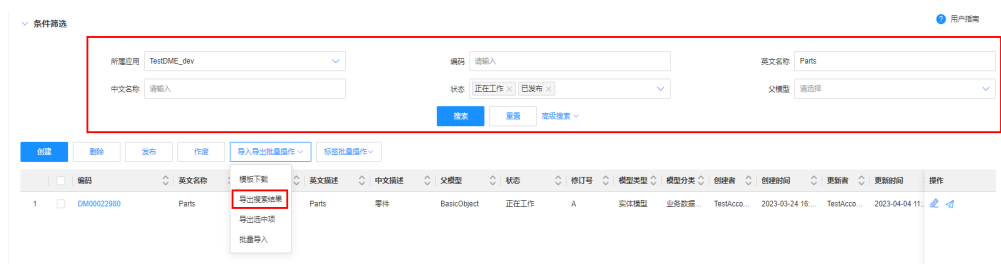 条件筛选
用户指南
所属应用 TestDME_dev 编码 请输入 英文名称 Parts
中文名称 请输入 状态 正在工作 × 已发布 × 父模型 请选择
搜索 重置 高级搜索
创建 删除 发布 作废 导入导出批量操作 标签批量操作
编码 英文名称 英文描述 中文描述 父模型 状态 修订号 模型类型 模型分类 创建者 创建时间 更新者 更新时间 操作
1 DM00022980 Parts Parts 零件 BasicObject 正在工作 A 实体模型 业务数据... TestAcco... 2023-03-24 16:... TestAcco... 2023-04-04 11:
模板下载
导出搜索结果
导出选中项
批量导入